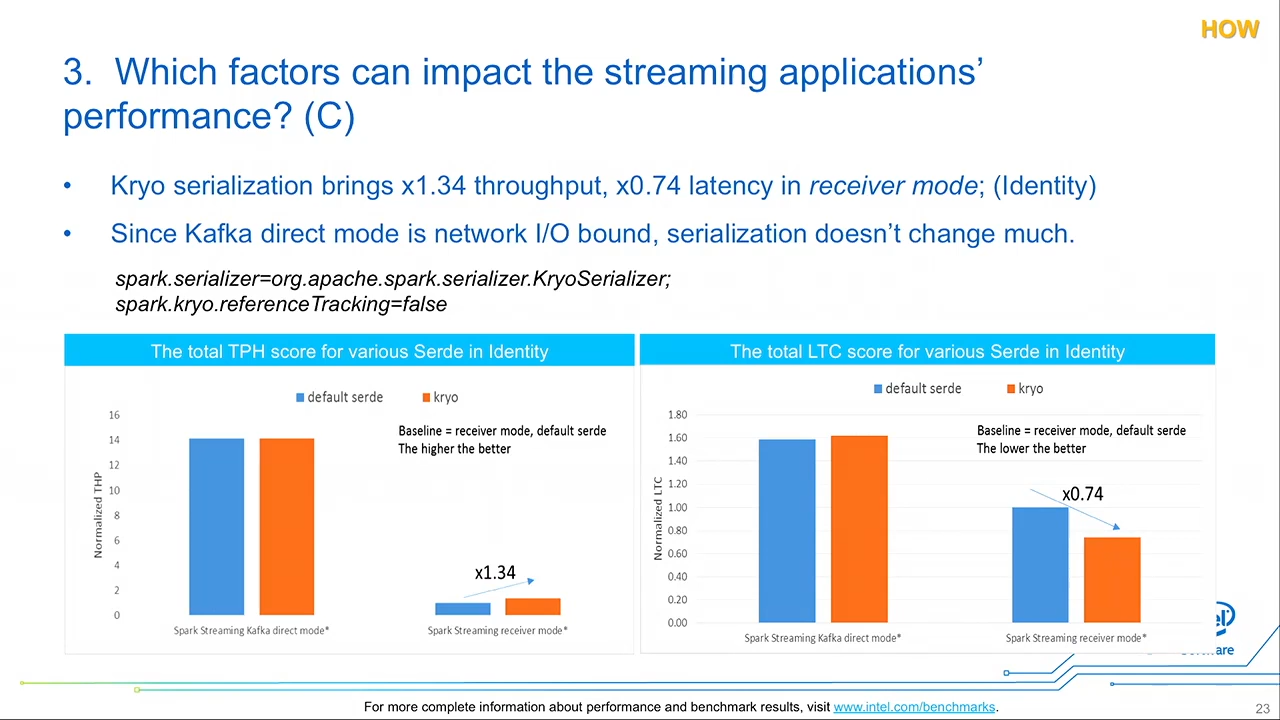 HOW
3. Which factors can impact the streaming applications'
performance? (C)
• Kryo serialization brings x1.34 throughput, x0.74 latency in receiver mode; (Identity)
• Since Kafka direct mode is network I/O bound, serialization doesn't change much.
spark.serializer=org.apache.spark.serializer.KryoSerializer;
spark.kryo.referenceTracking=false
The total TPH score for various Serde in Identity
default serde kryo
Baseline = receiver mode, default serde
The higher the better
Normalized THP
16
14
12
10
8
6
4
2
0
x1.34
Spark Streaming Kafka direct mode* Spark Streaming receiver mode*
The total LTC score for various Serde in Identity
default serde kryo
Baseline = receiver mode, default serde
The lower the better
Normalized LTC
1.80
1.60
1.40
1.20
1.00
0.80
0.60
0.40
0.20
0.00
x0.74
Spark Streaming Kafka direct mode* Spark Streaming receiver mode*
For more complete information about performance and benchmark results, visit www.intel.com/benchmarks.
23